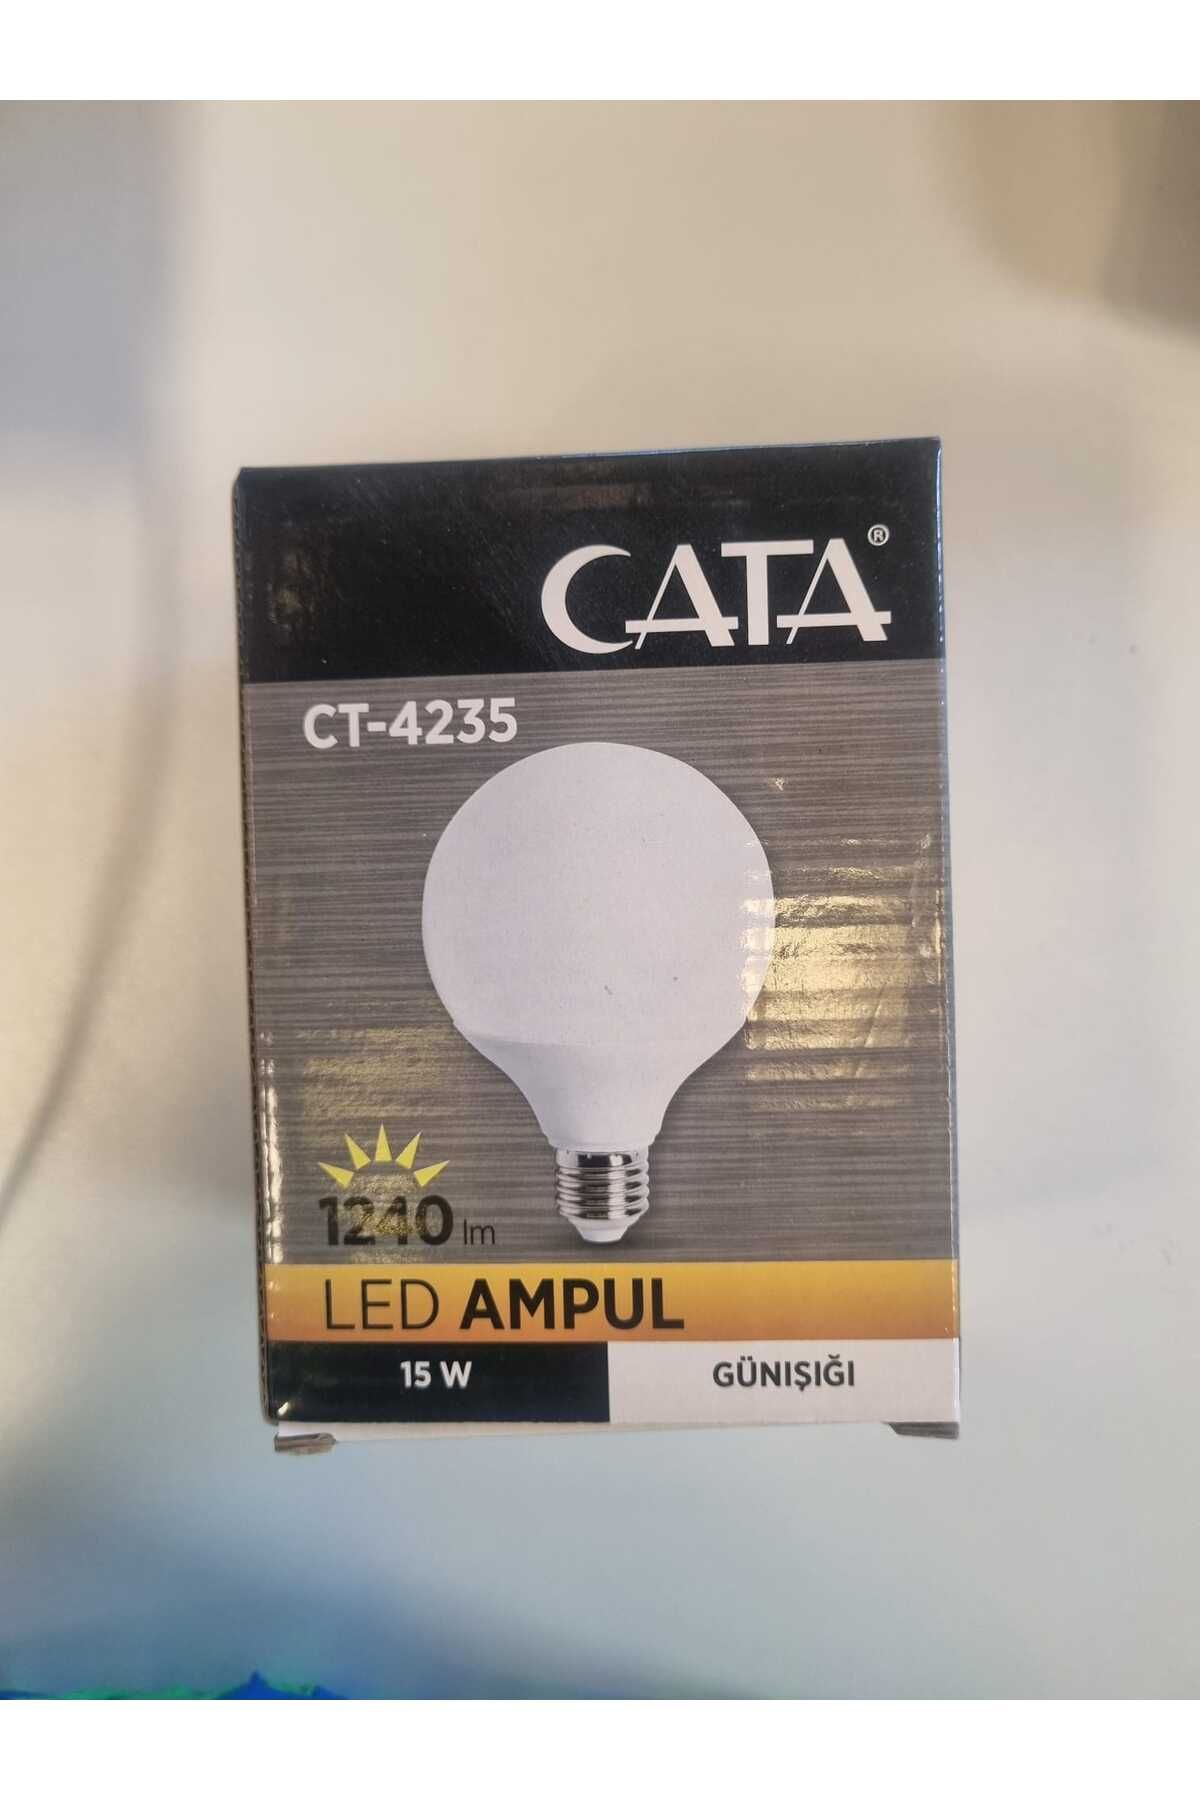 CATA®
CT-4235
1240 lm
LED AMPUL
15 W GÜNIŞIĞI